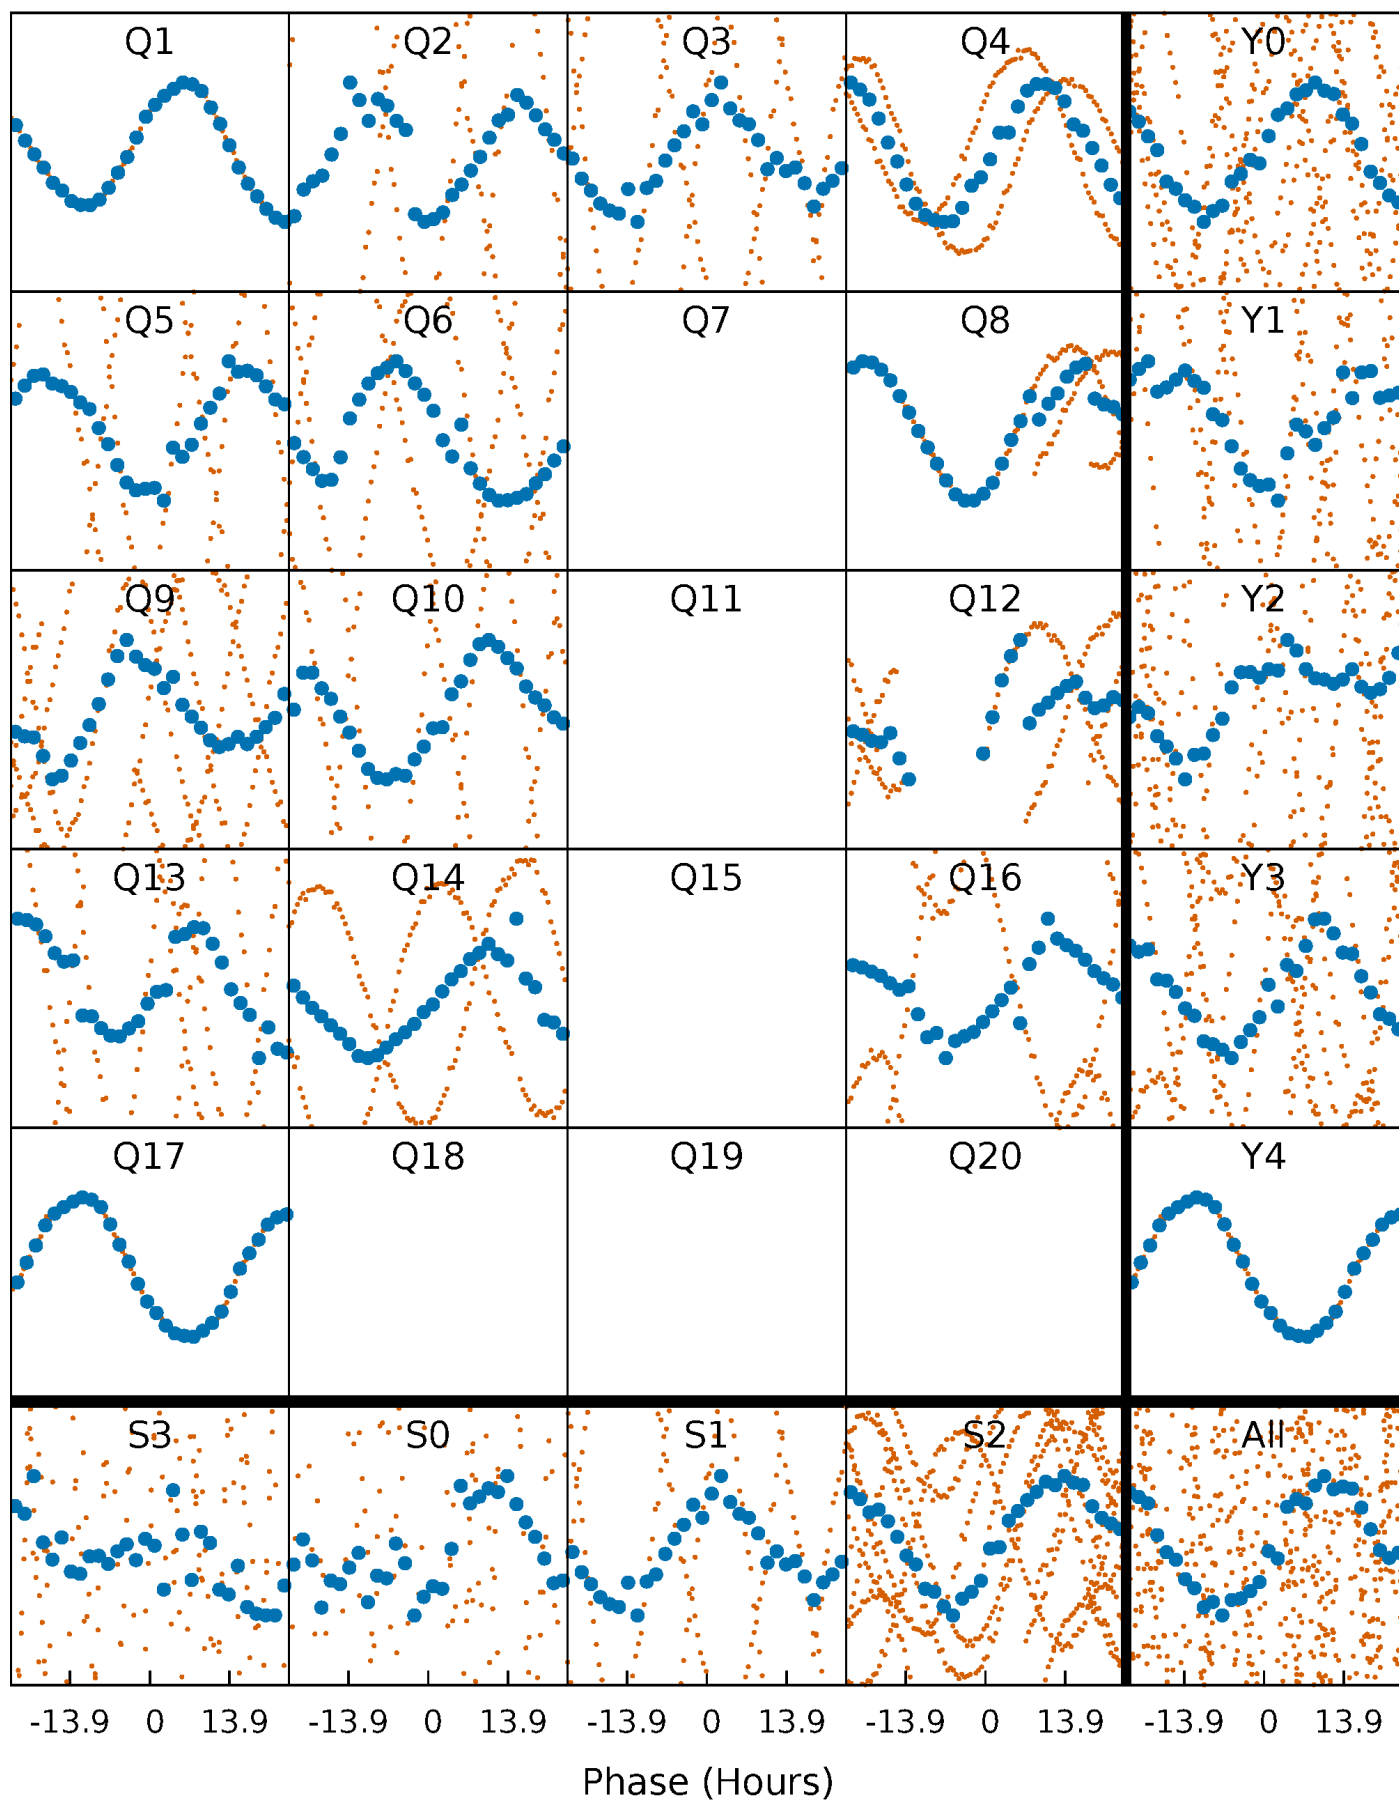 Q1 Q2 Q3 Q4 Y0
Q5 Q6 Q7 Q8 Y1
Q9 Q10 Q11 Q12 Y2
Q13 Q14 Q15 Q16 Y3
Q17 Q18 Q19 Q20 Y4
S3 S0 S1 S2 All
-13.9 0 13.9 -13.9 0 13.9 -13.9 0 13.9 -13.9 0 13.9 -13.9 0 13.9
Phase (Hours)